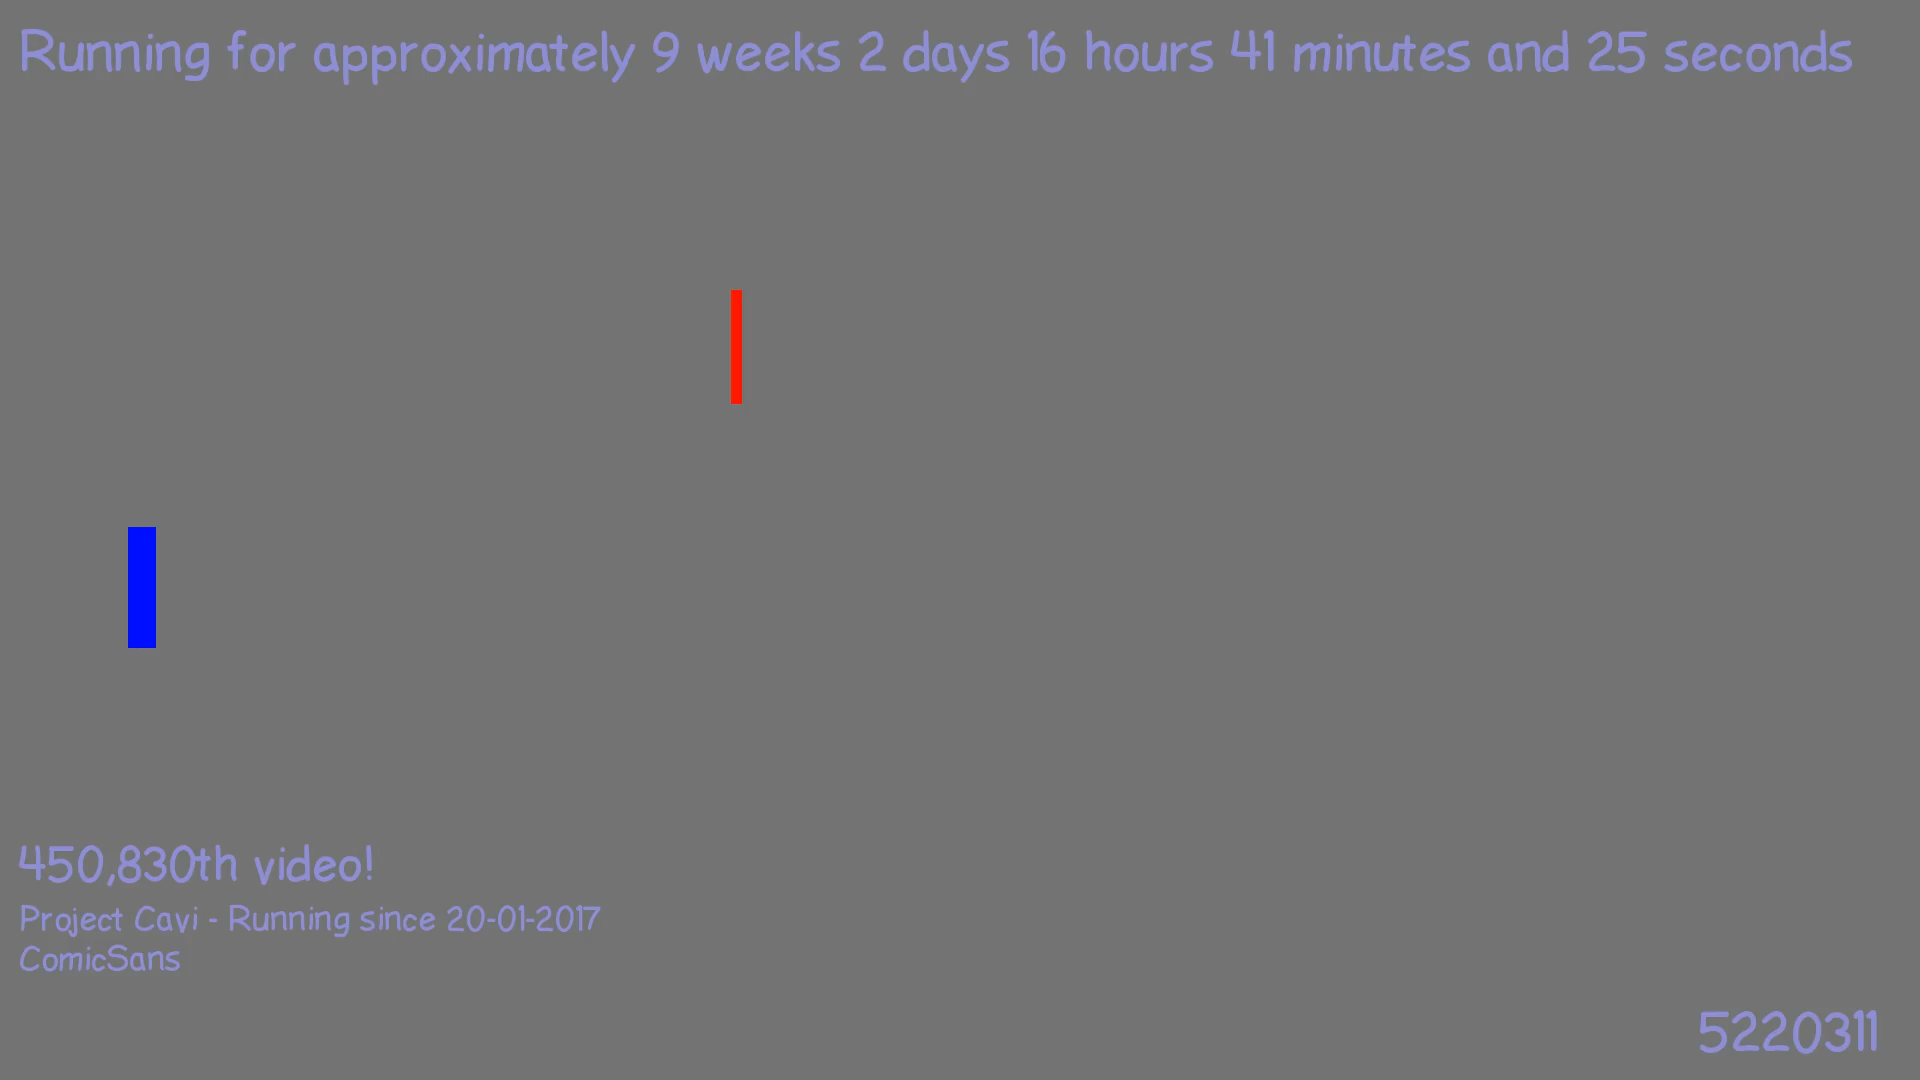 Running for approximately 9 weeks 2 days 16 hours 41 minutes and 25 seconds
450,830th video!
Project Cavi - Running since 20-01-2017
ComicSans
5220311